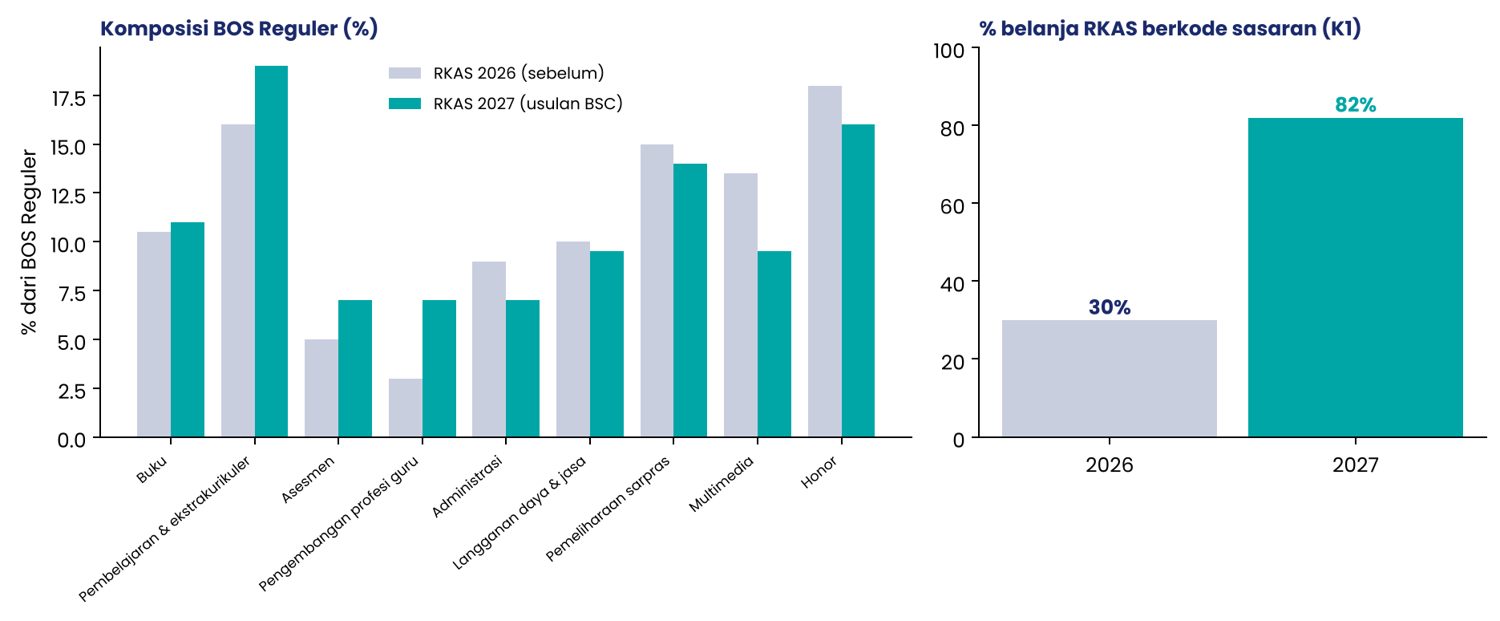 Komposisi BOS Reguler (%)
% dari BOS Reguler
17.5
15.0
12.5
10.0
7.5
5.0
2.5
0.0
RKAS 2026 (sebelum)
RKAS 2027 (usulan BSC)
Buku
Pembelajaran & ekstrakurikuler
Asesmen
Pengembangan profesi guru
Administrasi
Langganan daya & jasa
Pemeliharaan sarpras
Multimedia
Honor
% belanja RKAS berkode sasaran (K1)
100
80
60
40
20
0
30%
82%
2026
2027